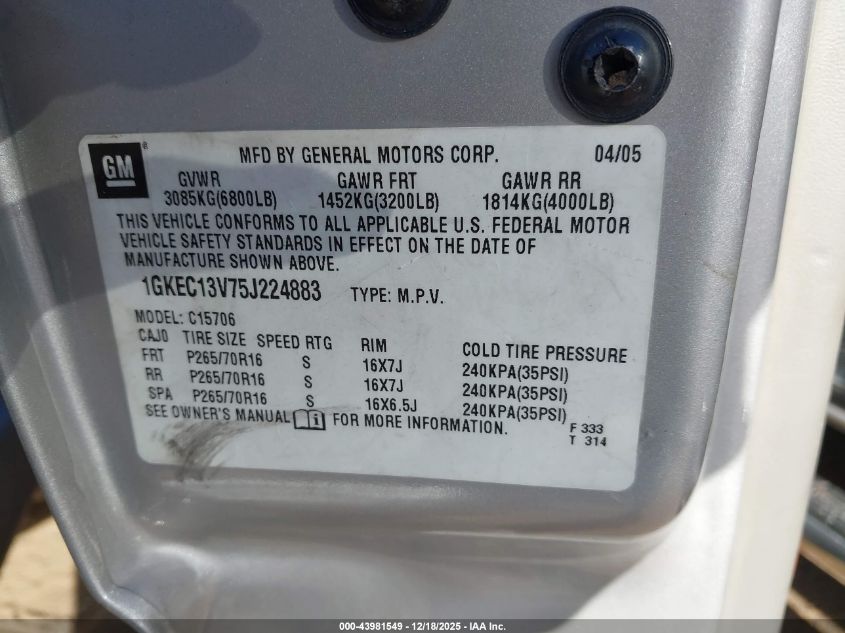 GM ® MFD BY GENERAL MOTORS CORP. 04/05
GVWR GAWR FRT GAWR RR
3085KG(6800LB) 1452KG(3200LB) 1814KG(4000LB)
THIS VEHICLE CONFORMS TO ALL APPLICABLE U.S. FEDERAL MOTOR
VEHICLE SAFETY STANDARDS IN EFFECT ON THE DATE OF
MANUFACTURE SHOWN ABOVE.
1GKEC13V75J224883 TYPE: M.P.V.
MODEL: C15706
CAJ0 TIRE SIZE SPEED RTG RIM COLD TIRE PRESSURE
FRT P265/70R16 S 16X7J 240KPA(35PSI)
RR P265/70R16 S 16X7J 240KPA(35PSI)
SPA P265/70R16 S 16X6.5J 240KPA(35PSI)
SEE OWNER'S MANUAL i FOR MORE INFORMATION.
F 333
T 314
000-43981549 - 12/18/2025 - IAA Inc.